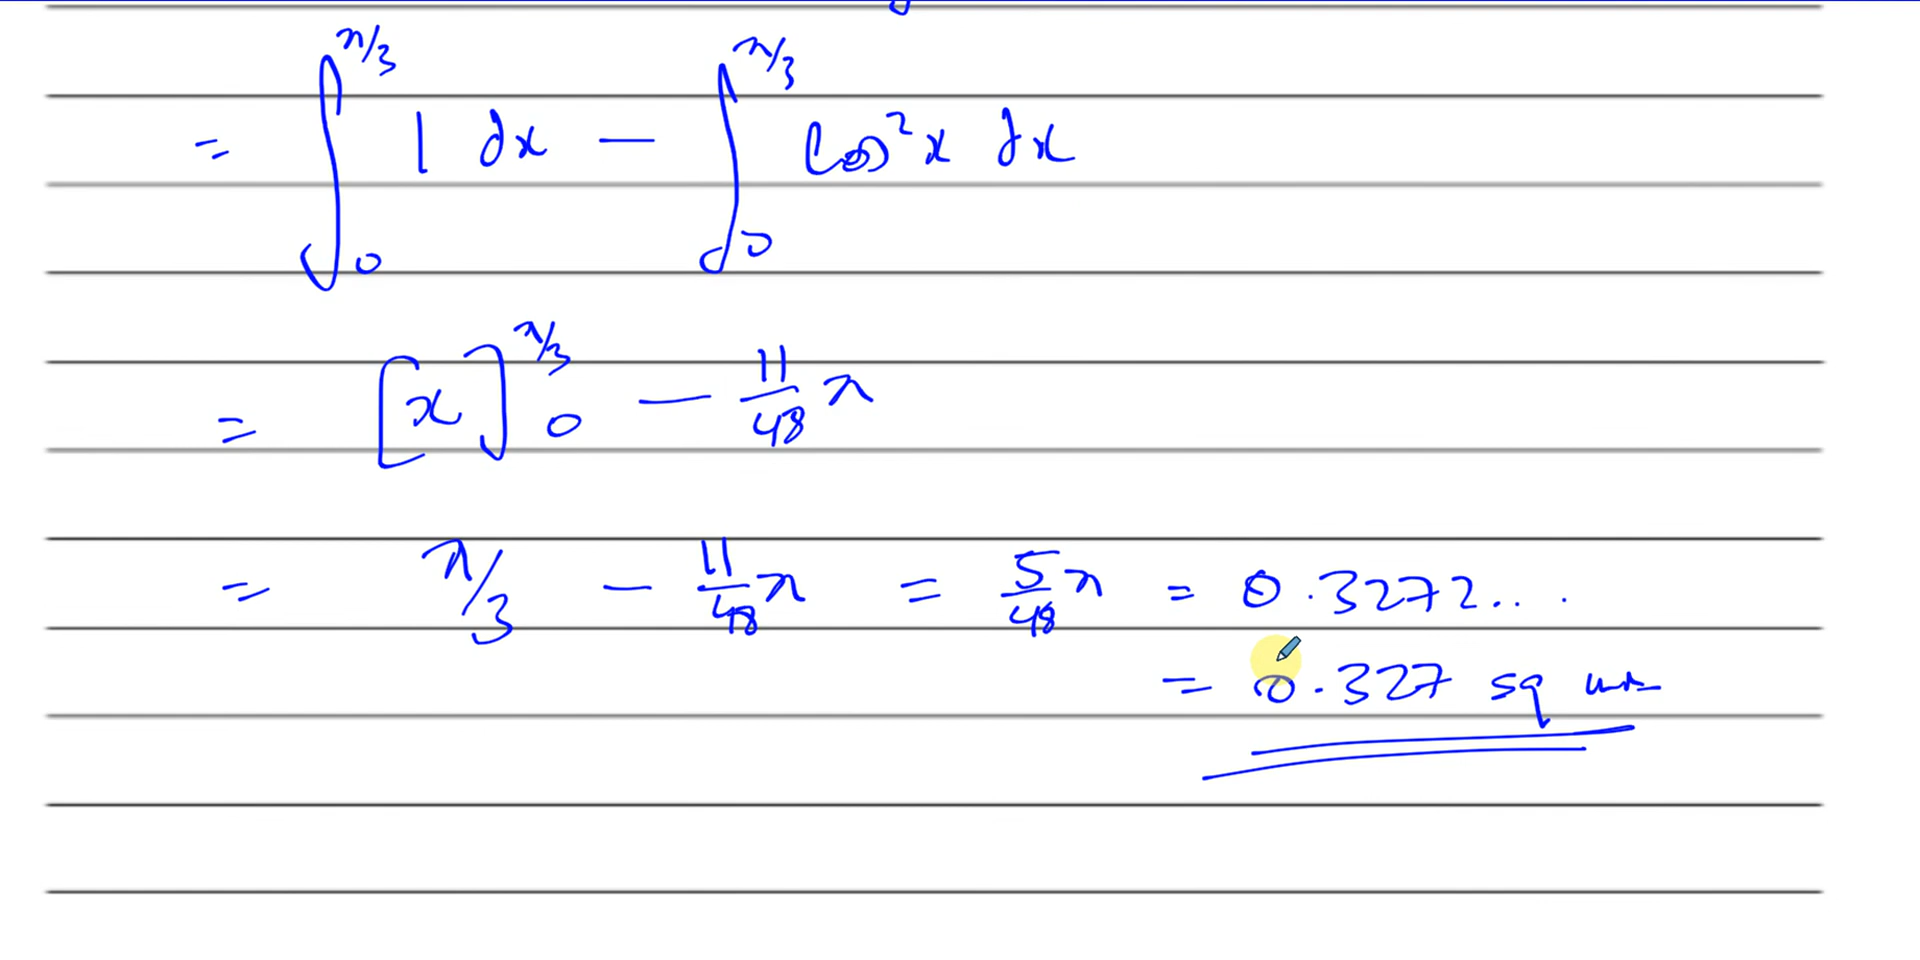 = ∫₀^{π/3} 1 dx − ∫₀^{π/3} cos²x dx
= [x]₀^{π/3} − 11/48 π
= π/3 − 11/48 π = 5/48 π = 0.3272...
= 0.327 sq